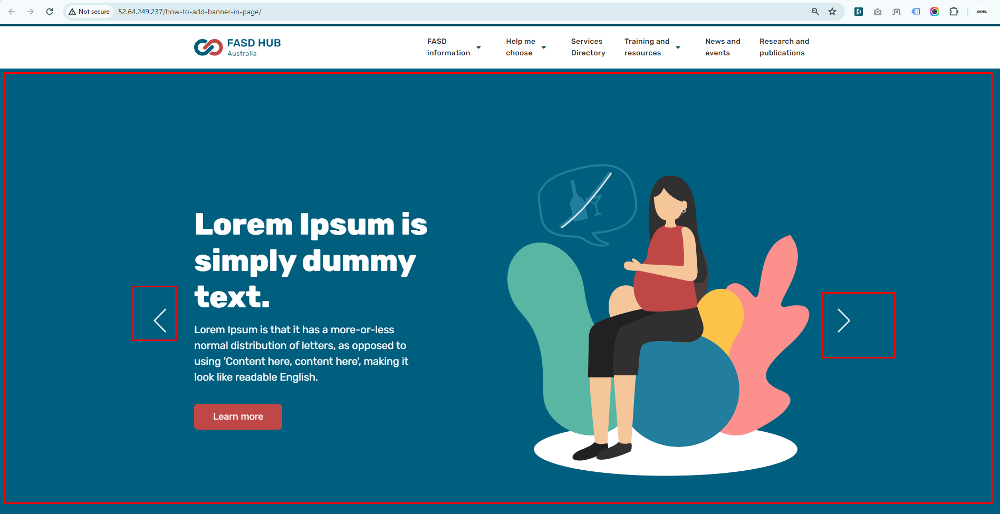 Not secure 52.64.249.237/how-to-add-banner-in-page/
OKMG.
FASD HUB
Australia
FASD
information
Help me
choose
Services
Directory
Training and
resources
News and
events
Research and
publications
Lorem Ipsum is
simply dummy
text.
Lorem Ipsum is that it has a more-or-less
normal distribution of letters, as opposed to
using 'Content here, content here', making it
look like readable English.
Learn more